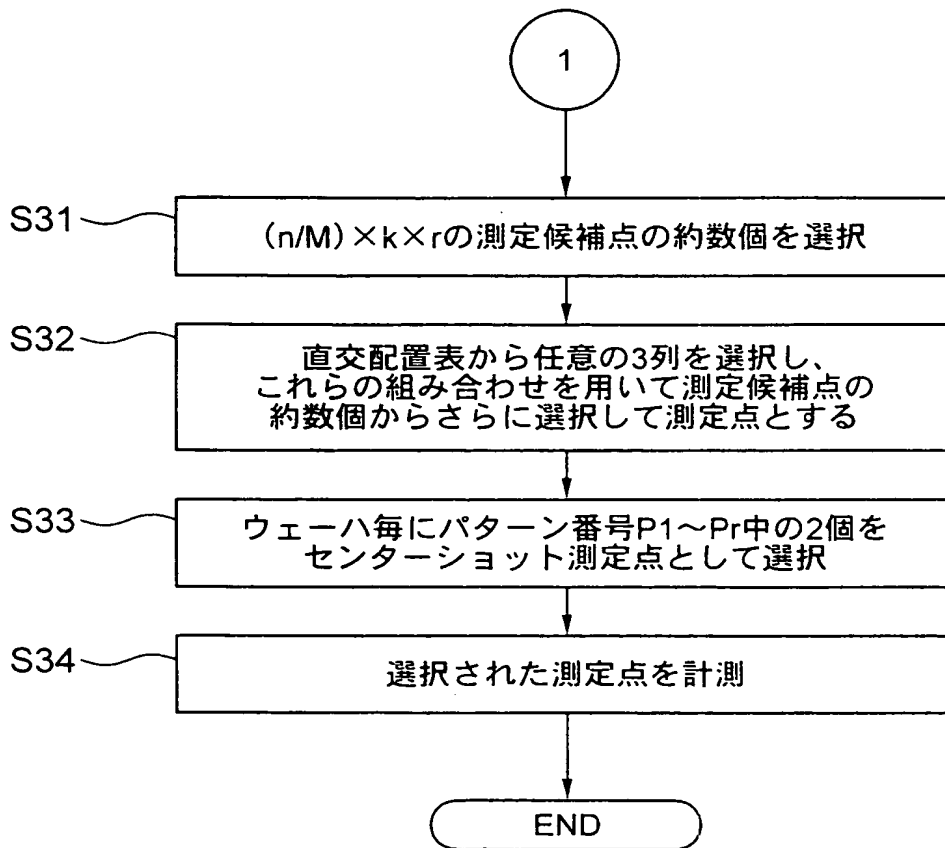 1
S31
(n/M)×k×rの測定候補点の約数個を選択
S32
直交配置表から任意の3列を選択し、
これらの組み合わせを用いて測定候補点の
約数個からさらに選択して測定点とする
S33
ウェーハ毎にパターン番号P1～Pr中の2個を
センターショット測定点として選択
S34
選択された測定点を計測
END